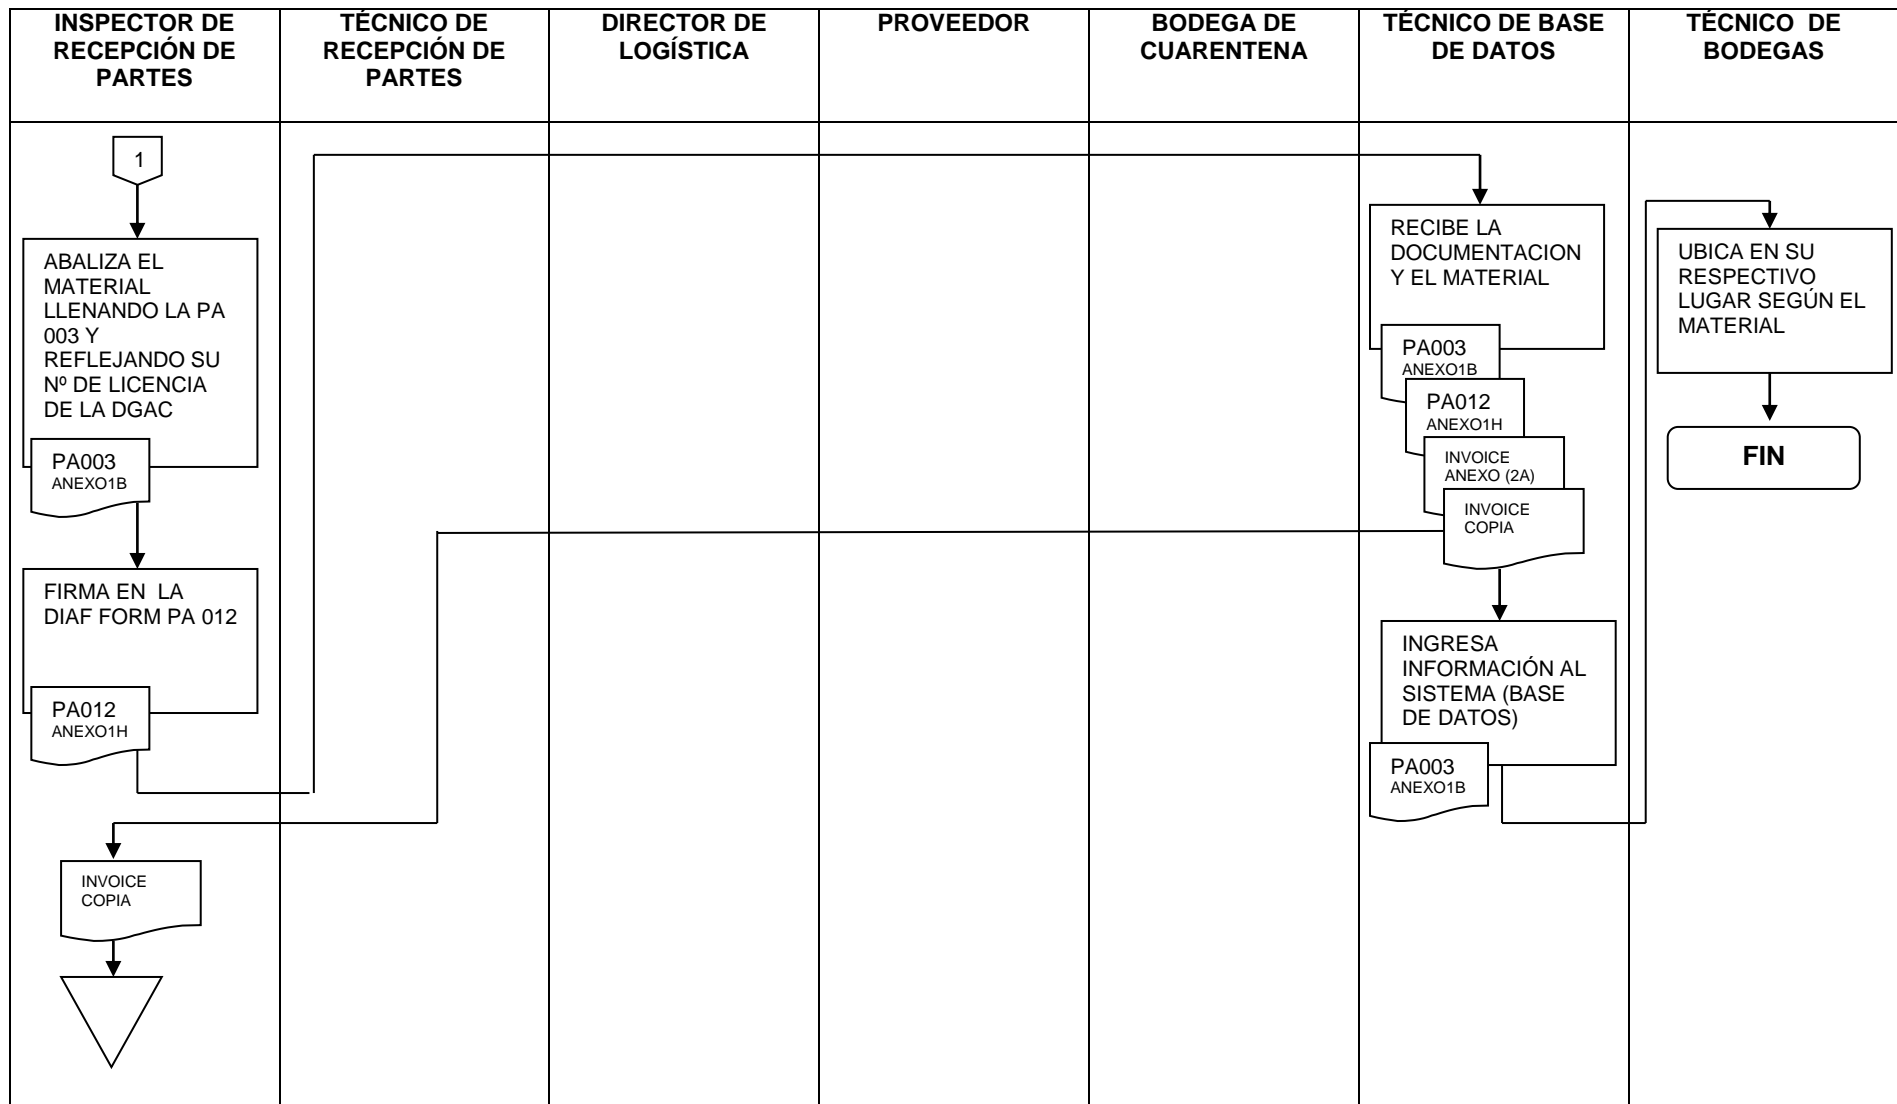 INSPECTOR DE
RECEPCIÓN DE
PARTES
TÉCNICO DE
RECEPCIÓN DE
PARTES
DIRECTOR DE
LOGÍSTICA
PROVEEDOR
BODEGA DE
CUARENTENA
TÉCNICO DE BASE
DE DATOS
TÉCNICO DE
BODEGAS
1
ABALIZA EL
MATERIAL
LLENANDO LA PA
003 Y
REFLEJANDO SU
Nº DE LICENCIA
DE LA DGAC
PA003
ANEXO1B
FIRMA EN LA
DIAF FORM PA 012
PA012
ANEXO1H
INVOICE
COPIA
RECIBE LA
DOCUMENTACION
Y EL MATERIAL
PA003
ANEXO1B
PA012
ANEXO1H
INVOICE
ANEXO (2A)
INVOICE
COPIA
INGRESA
INFORMACIÓN AL
SISTEMA (BASE
DE DATOS)
PA003
ANEXO1B
UBICA EN SU
RESPECTIVO
LUGAR SEGÚN EL
MATERIAL
FIN